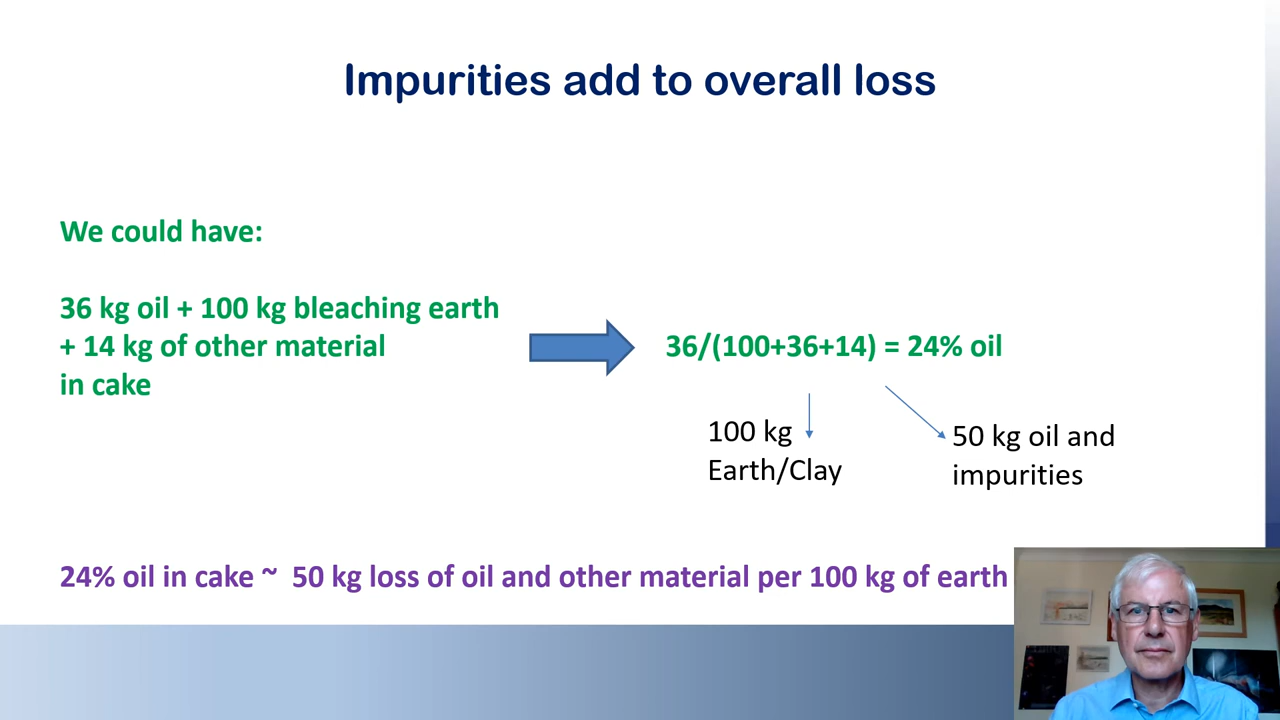 Impurities add to overall loss
We could have:
36 kg oil + 100 kg bleaching earth
+ 14 kg of other material
in cake
36/(100+36+14) = 24% oil
100 kg
Earth/Clay
50 kg oil and
impurities
24% oil in cake ~ 50 kg loss of oil and other material per 100 kg of earth